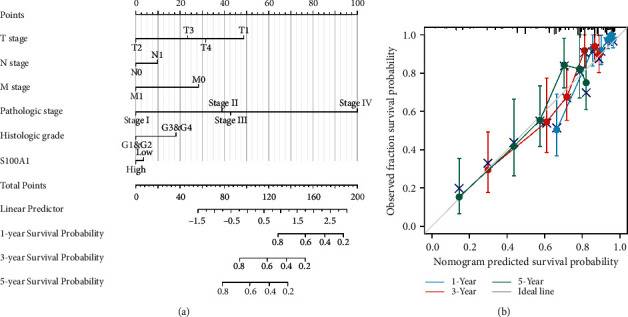 Points
0 20 40 60 80 100
T stage
T3 T1
T2 T4
N stage
N1
N0
M stage
M0
M1
Pathologic stage
Stage II Stage IV
Stage I Stage III
Histologic grade
G3&G4
G1&G2
S100A1
Low
High
Total Points
0 40 80 120 160 200
Linear Predictor
−1.5 −0.5 0.5 1.5 2.5
1-year Survival Probability
0.8 0.6 0.4 0.2
3-year Survival Probability
0.8 0.6 0.4 0.2
5-year Survival Probability
0.8 0.6 0.4 0.2
(a)
Observed fraction survival probability
1.0
0.8
0.6
0.4
0.2
0.0
0.0 0.2 0.4 0.6 0.8 1.0
Nomogram predicted survival probability
1-Year 5-Year
3-Year Ideal line
(b)